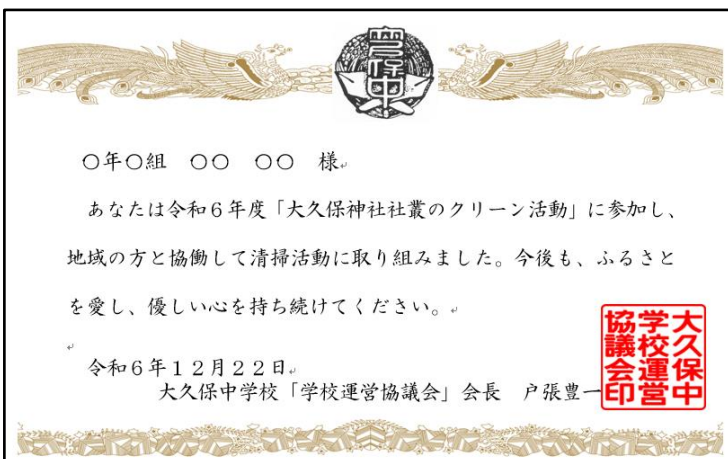 〇年〇組　〇〇　〇〇　様
あなたは令和６年度「大久保神社社叢のクリーン活動」に参加し、
地域の方と協働して清掃活動に取り組みました。今後も、ふるさと
を愛し、優しい心を持ち続けてください。
令和６年１２月２２日
大久保中学校「学校運営協議会」会長　戸張豊一
大久保中
学校運営
協議会印